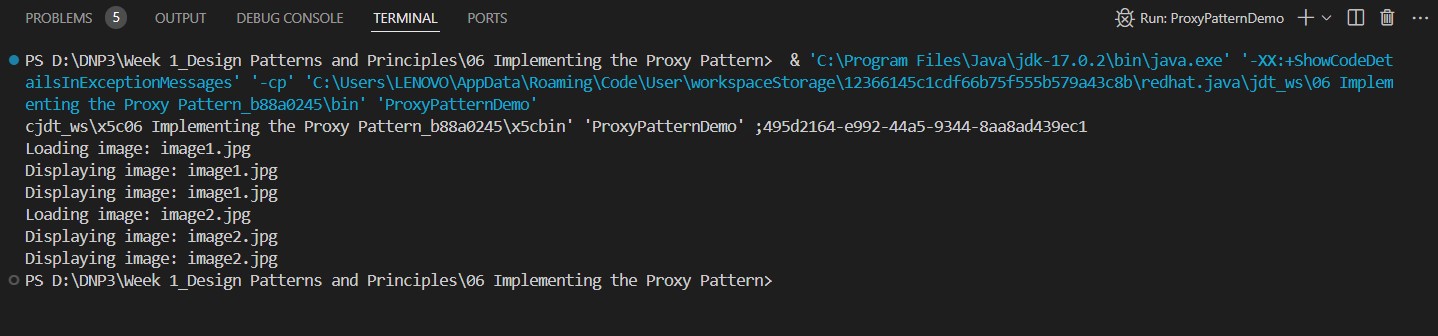 PROBLEMS 5 OUTPUT DEBUG CONSOLE TERMINAL PORTS Run: ProxyPatternDemo
PS D:\DNP3\Week 1_Design Patterns and Principles\06 Implementing the Proxy Pattern>  & 'C:\Program Files\Java\jdk-17.0.2\bin\java.exe' '-XX:+ShowCodeDet
ailsInExceptionMessages' '-cp' 'C:\Users\LENOVO\AppData\Roaming\Code\User\workspaceStorage\12366145c1cdf66b75f555b579a43c8b\redhat.java\jdt_ws\06 Implem
enting the Proxy Pattern_b88a0245\bin' 'ProxyPatternDemo'
cjdt_ws\x5c06 Implementing the Proxy Pattern_b88a0245\x5cbin' 'ProxyPatternDemo' ;495d2164-e992-44a5-9344-8aa8ad439ec1
Loading image: image1.jpg
Displaying image: image1.jpg
Displaying image: image1.jpg
Loading image: image2.jpg
Displaying image: image2.jpg
Displaying image: image2.jpg
PS D:\DNP3\Week 1_Design Patterns and Principles\06 Implementing the Proxy Pattern>